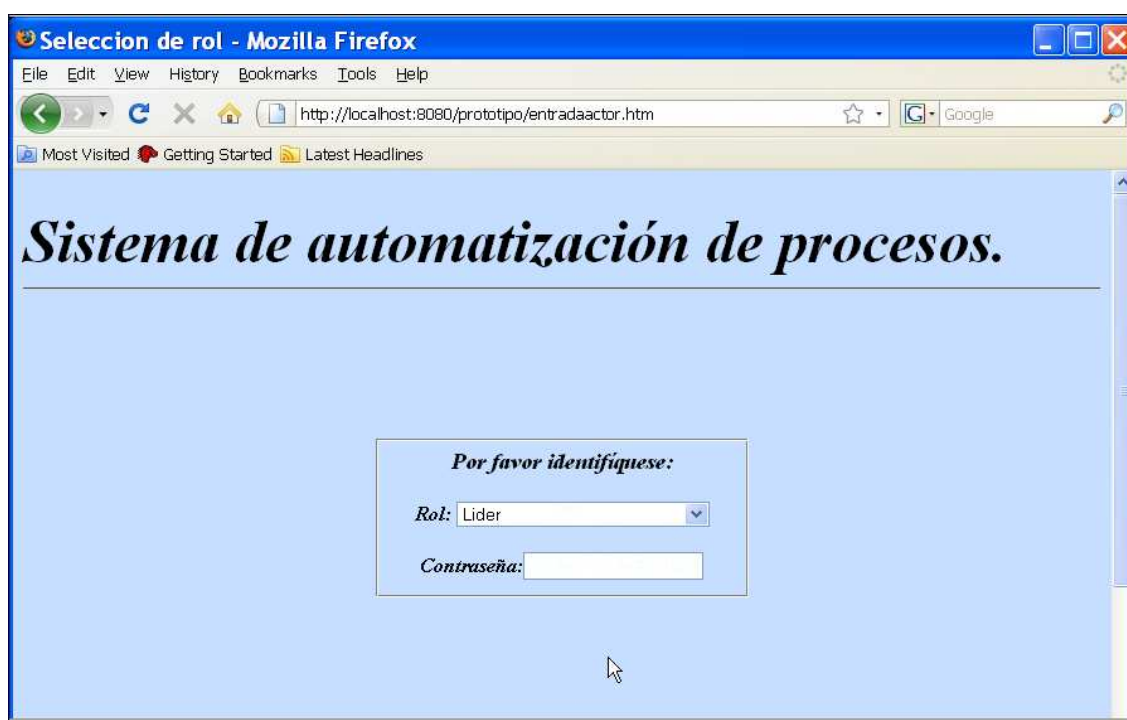 Seleccion de rol - Mozilla Firefox
File Edit View History Bookmarks Tools Help
http://localhost:8080/prototipo/entradaactor.htm G Google
Most Visited Getting Started Latest Headlines
Sistema de automatización de procesos.
Por favor identifíquese:
Rol: Lider
Contraseña: